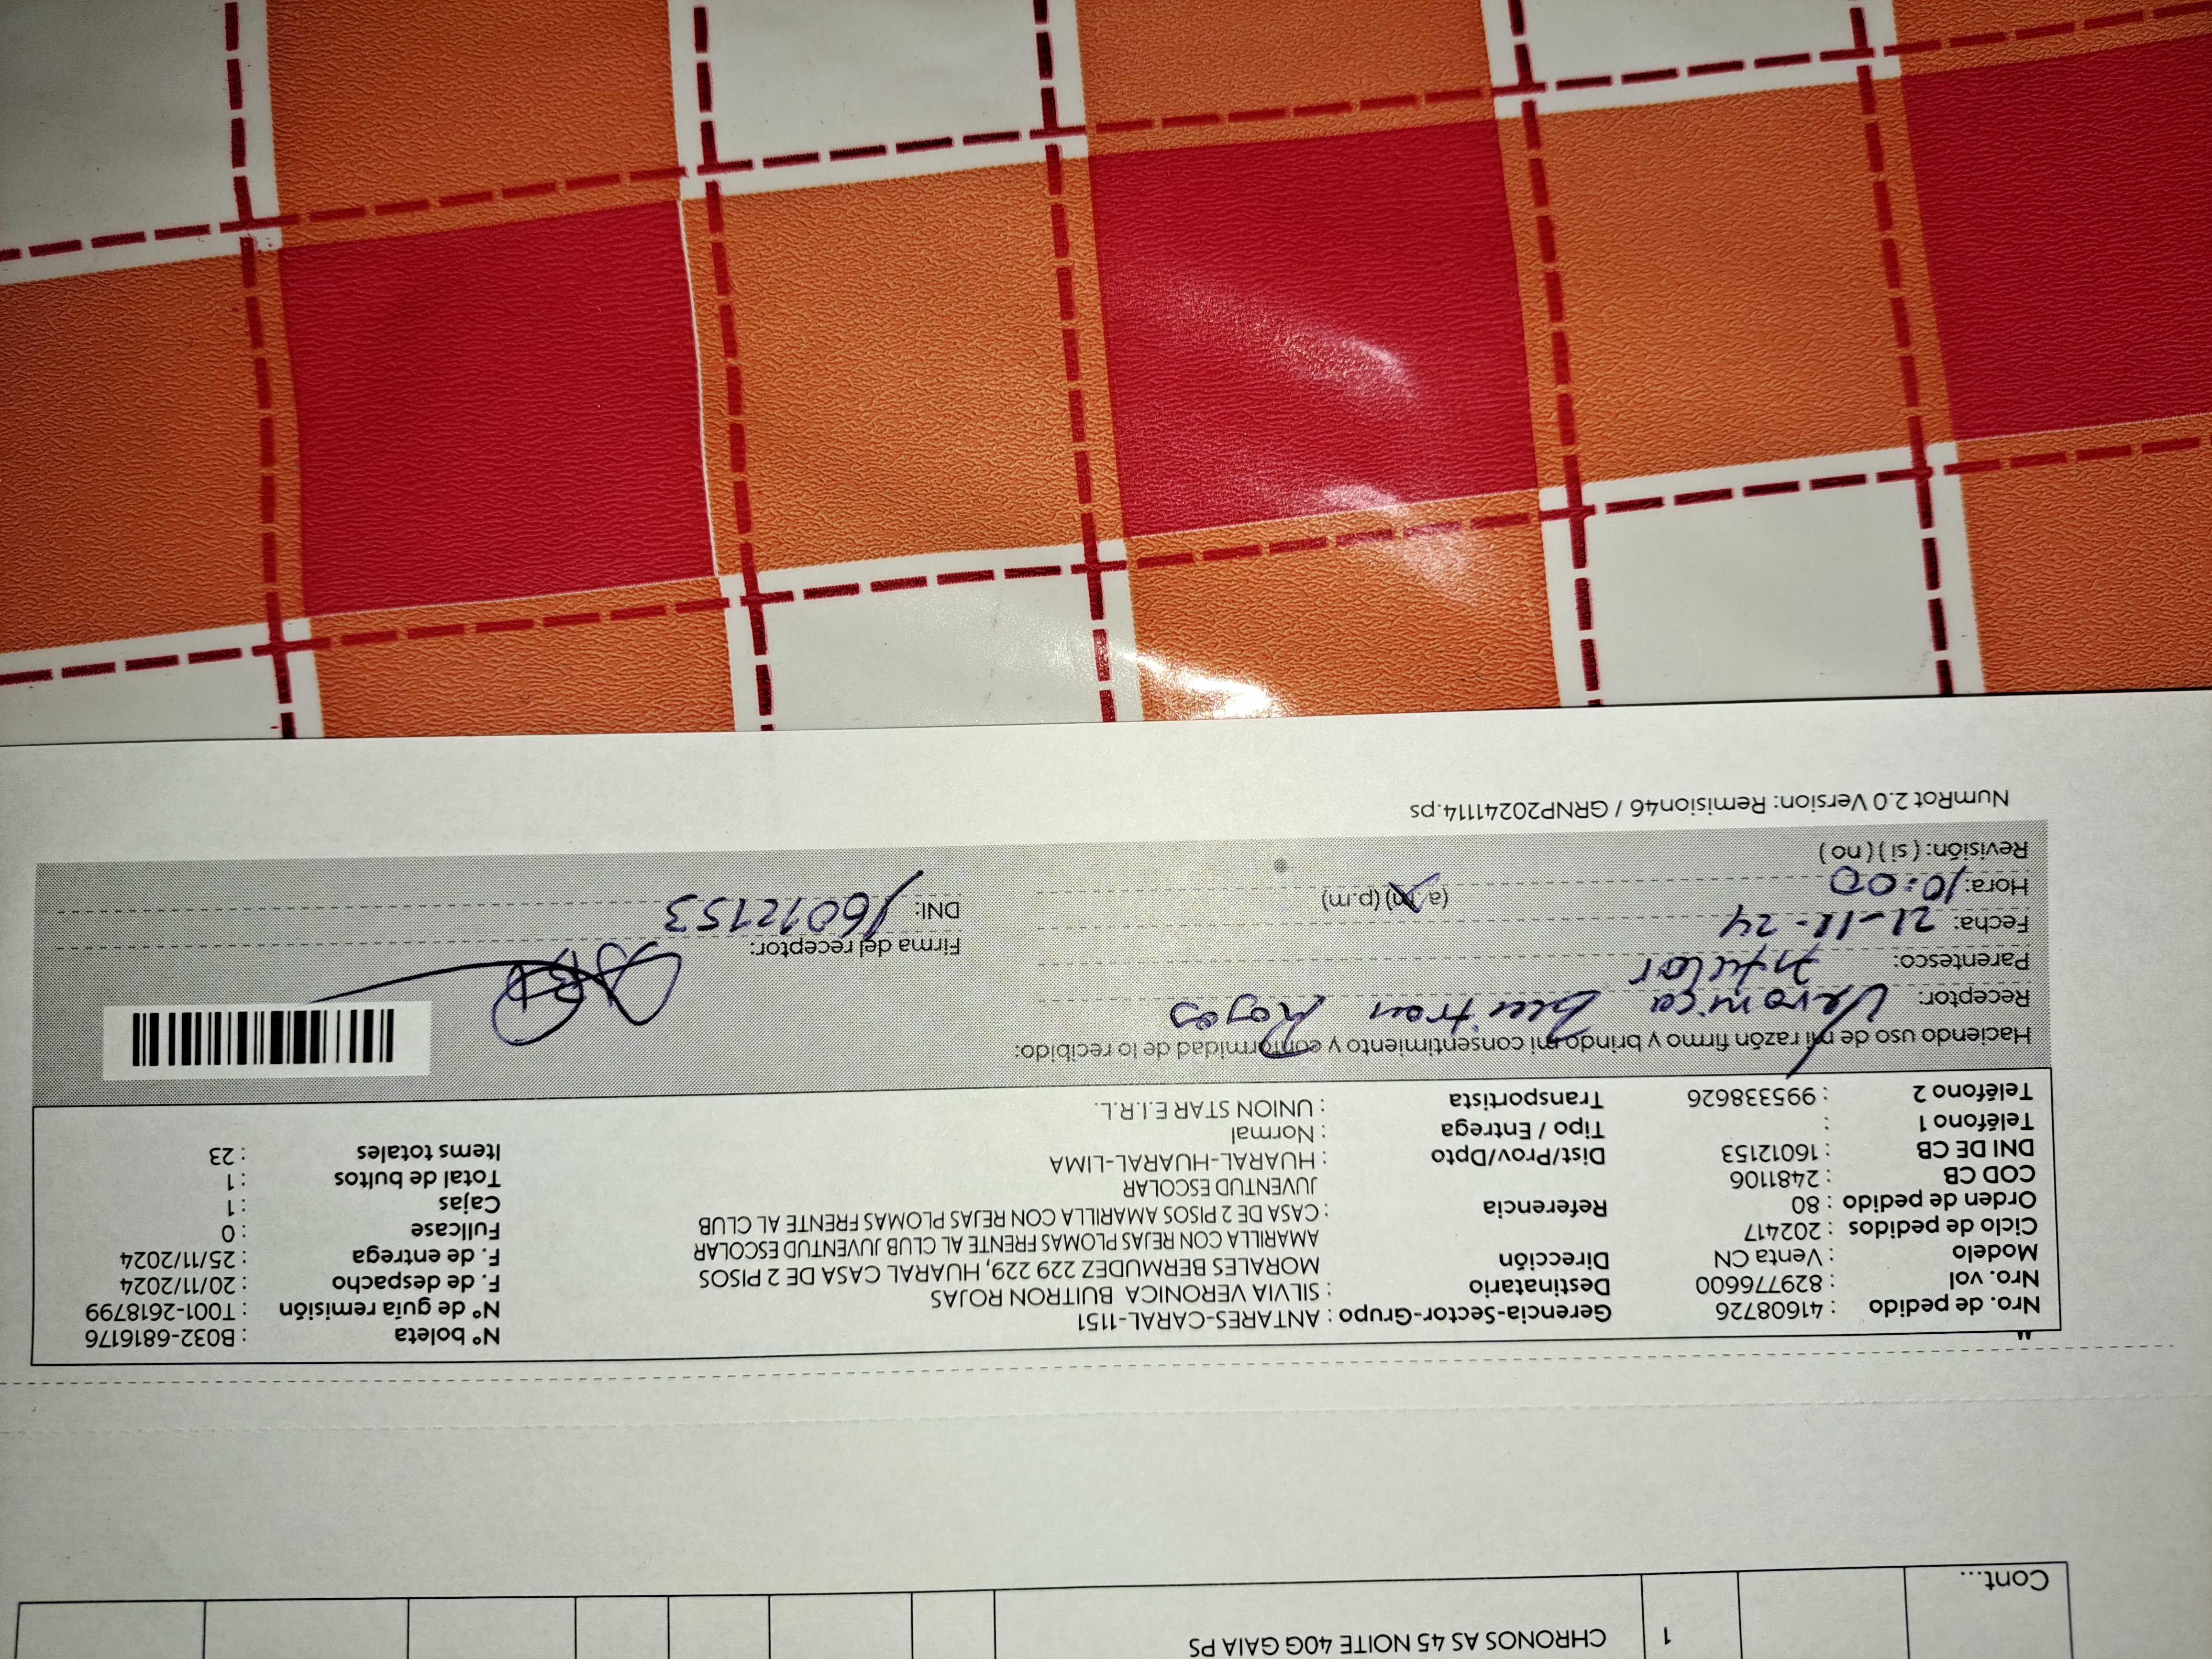 Cont...
1 CHRONOS AS 45 NOITE 40G GAIA PS
Nro. de pedido : 41608726 Gerencia-Sector-Grupo : ANTARES-CARAL-1151 N° boleta : B032-6816176
Nro. vol : 829776600 Destinatario : SILVIA VERONICA BUITRON ROJAS N° de guía remisión : T001-2618799
Modelo : Venta CN Dirección MORALES BERMUDEZ 229 229, HUARAL CASA DE 2 PISOS F. de despacho : 20/11/2024
Ciclo de pedidos : 202417 AMARILLA CON REJAS PLOMAS FRENTE AL CLUB JUVENTUD ESCOLAR F. de entrega : 25/11/2024
Orden de pedido : 80 Referencia : CASA DE 2 PISOS AMARILLA CON REJAS PLOMAS FRENTE AL CLUB Fullcase : 0
COD CB : 2481106 JUVENTUD ESCOLAR Cajas : 1
DNI DE CB : 16012153 Dist/Prov/Dpto : HUARAL-HUARAL-LIMA Total de bultos : 1
Teléfono 1 : Tipo / Entrega : Normal Items totales : 23
Teléfono 2 : 995338626 Transportista : UNION STAR E.I.R.L.
Haciendo uso de mi razón firmo y brindo mi consentimiento y conformidad de lo recibido:
Receptor: Veronica Buitron Rojas
Parentesco: titular
Fecha: 21-11-24 Firma del receptor:
Hora: 10:00 (a.m) (p.m) DNI: 16012153
Revisión: ( si ) ( no )
NumRot 2.0 Version: Remision46 / GRNP20241114.ps